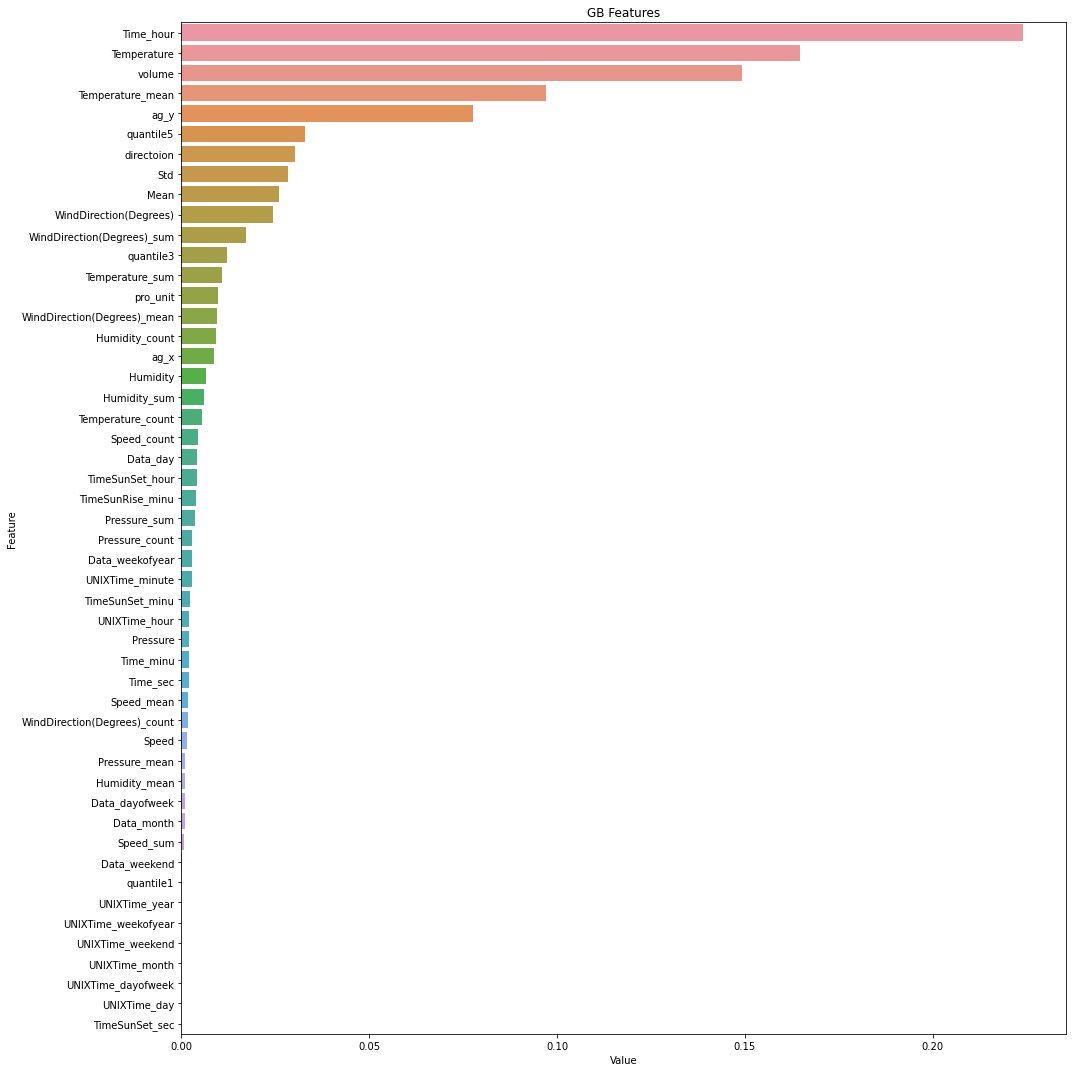 GB Features
Time_hour
Temperature
volume
Temperature_mean
ag_y
quantile5
directoion
Std
Mean
WindDirection(Degrees)
WindDirection(Degrees)_sum
quantile3
Temperature_sum
pro_unit
WindDirection(Degrees)_mean
Humidity_count
ag_x
Humidity
Humidity_sum
Temperature_count
Speed_count
Data_day
TimeSunSet_hour
TimeSunRise_minu
Pressure_sum
Pressure_count
Data_weekofyear
UNIXTime_minute
TimeSunSet_minu
UNIXTime_hour
Pressure
Time_minu
Time_sec
Speed_mean
WindDirection(Degrees)_count
Speed
Pressure_mean
Humidity_mean
Data_dayofweek
Data_month
Speed_sum
Data_weekend
quantile1
UNIXTime_year
UNIXTime_weekofyear
UNIXTime_weekend
UNIXTime_month
UNIXTime_dayofweek
UNIXTime_day
TimeSunSet_sec
Feature
0.00 0.05 0.10 0.15 0.20
Value